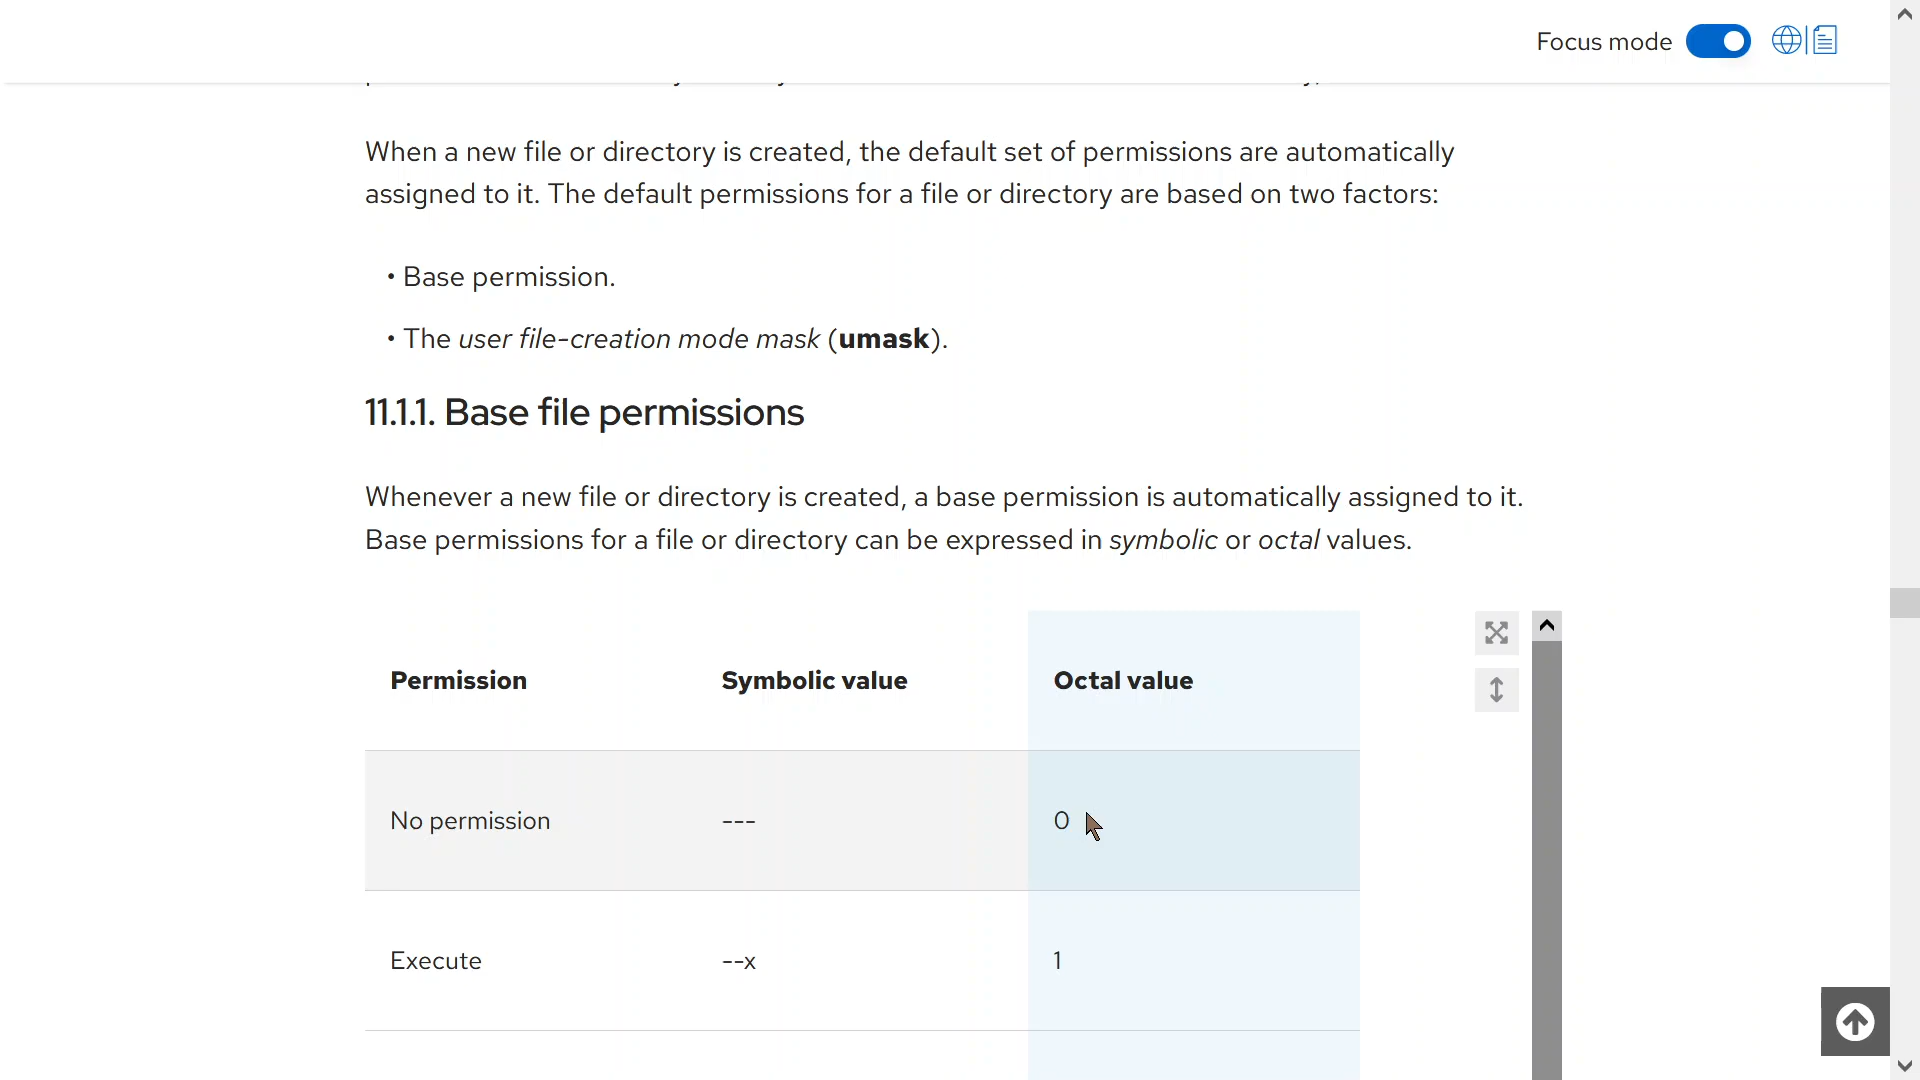 Focus mode
When a new file or directory is created, the default set of permissions are automatically
assigned to it. The default permissions for a file or directory are based on two factors:
• Base permission.
• The user file-creation mode mask (umask).
11.1.1. Base file permissions
Whenever a new file or directory is created, a base permission is automatically assigned to it.
Base permissions for a file or directory can be expressed in symbolic or octal values.
Permission Symbolic value Octal value
No permission --- 0
Execute --x 1